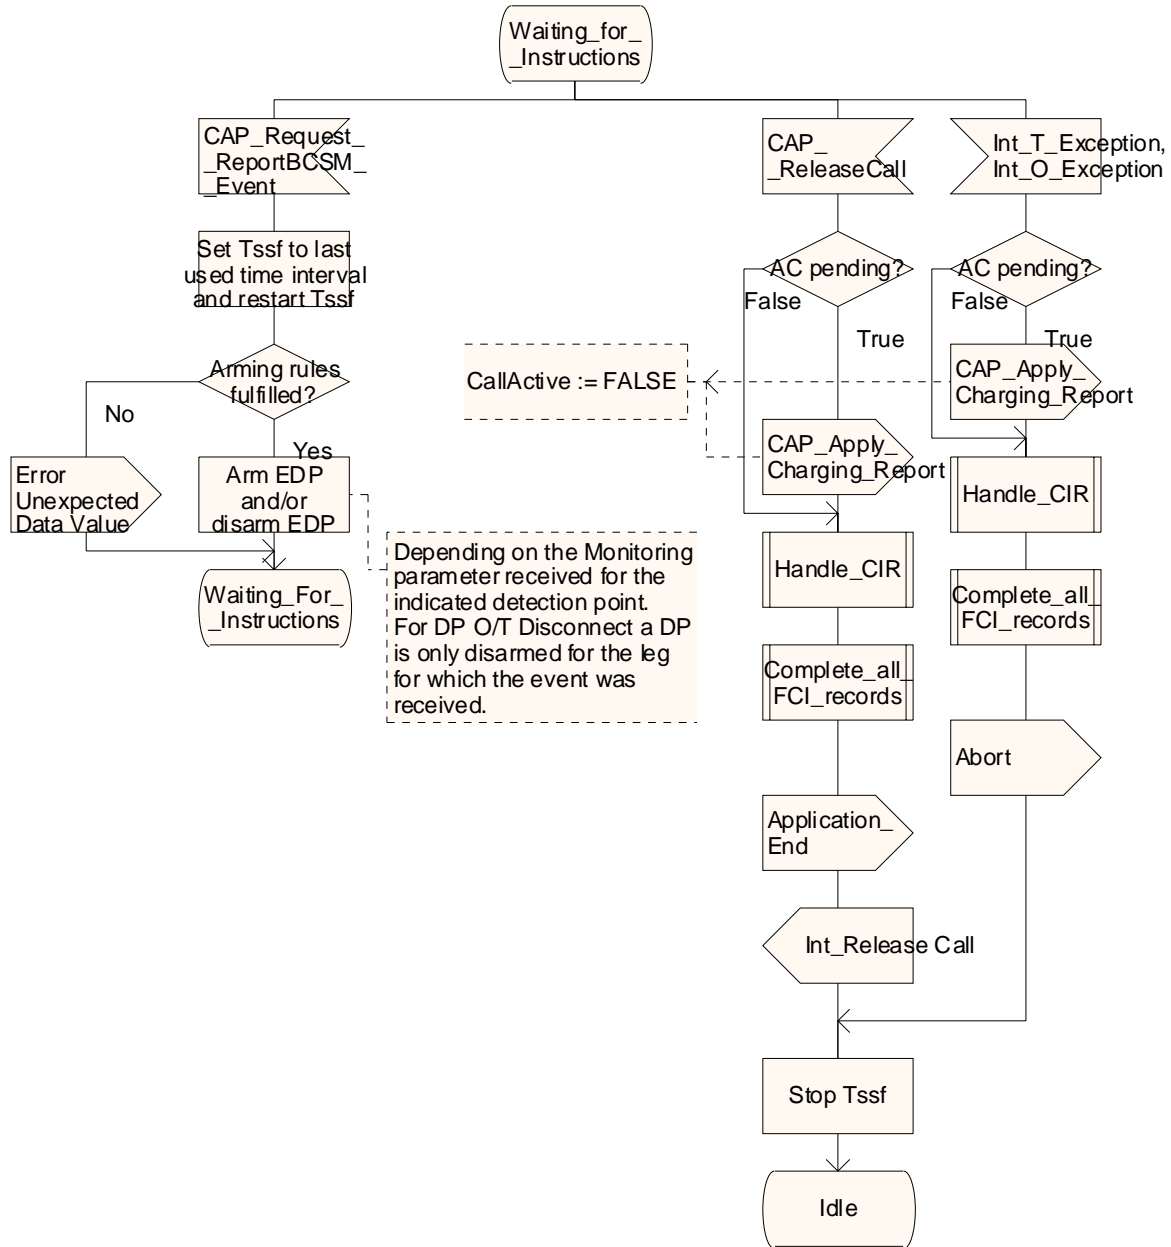 Waiting_for_
_Instructions
CAP_Request_
_ReportBCSM_
_Event
CAP_
_ReleaseCall
Int_T_Exception,
Int_O_Exception
Set Tssf to last
used time interval
and restart Tssf
AC pending?
AC pending?
False
False
True
True
Arming rules
fulfilled?
CallActive := FALSE
CAP_Apply_
Charging_Report
No
Yes
CAP_Apply_
Charging_Report
Error
Unexpected
Data Value
Arm EDP
and/or
disarm EDP
Handle_CIR
Depending on the Monitoring
parameter received for the
indicated detection point.
For DP O/T Disconnect a DP
is only disarmed for the leg
for which the event was
received.
Handle_CIR
Waiting_For_
_Instructions
Complete_all_
FCI_records
Complete_all_
FCI_records
Abort
Application_
End
Int_Release Call
Stop Tssf
Idle